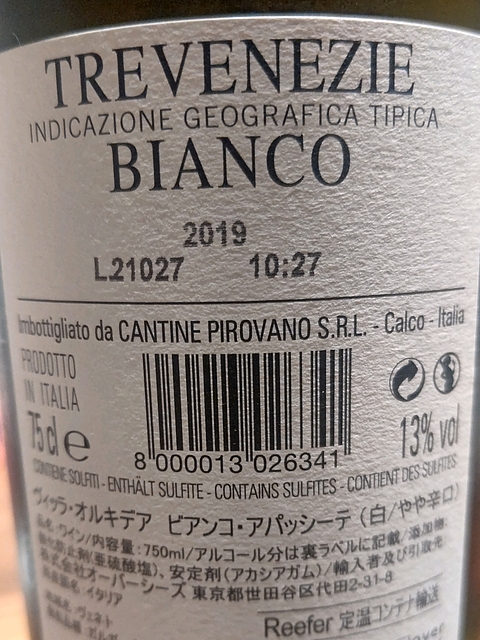 TREVENEZIE
INDICAZIONE GEOGRAFICA TIPICA
BIANCO
2019
L21027 10:27
Imbottigliato da CANTINE PIROVANO S.R.L. - Calco - Italia
PRODOTTO
IN ITALIA
75 cl e
13% vol
8 000013 026341
CONTIENE SOLFITI - ENTHÄLT SULFITE - CONTAINS SULFITES - CONTIENT DES SULFITES
ヴィッラ・オルキデア ビアンコ・アパッシーテ (白/やや辛口)
品名:ワイン/内容量:750ml/アルコール分は裏ラベルに記載/添加物:
酸化防止剤(亜硫酸塩)、安定剤(アカシアガム)/輸入者及び引取先
株式会社オーバーシーズ 東京都世田谷区代田2-31-8
イタリア
ヴェネト
Reefer 定温コンテナ輸送